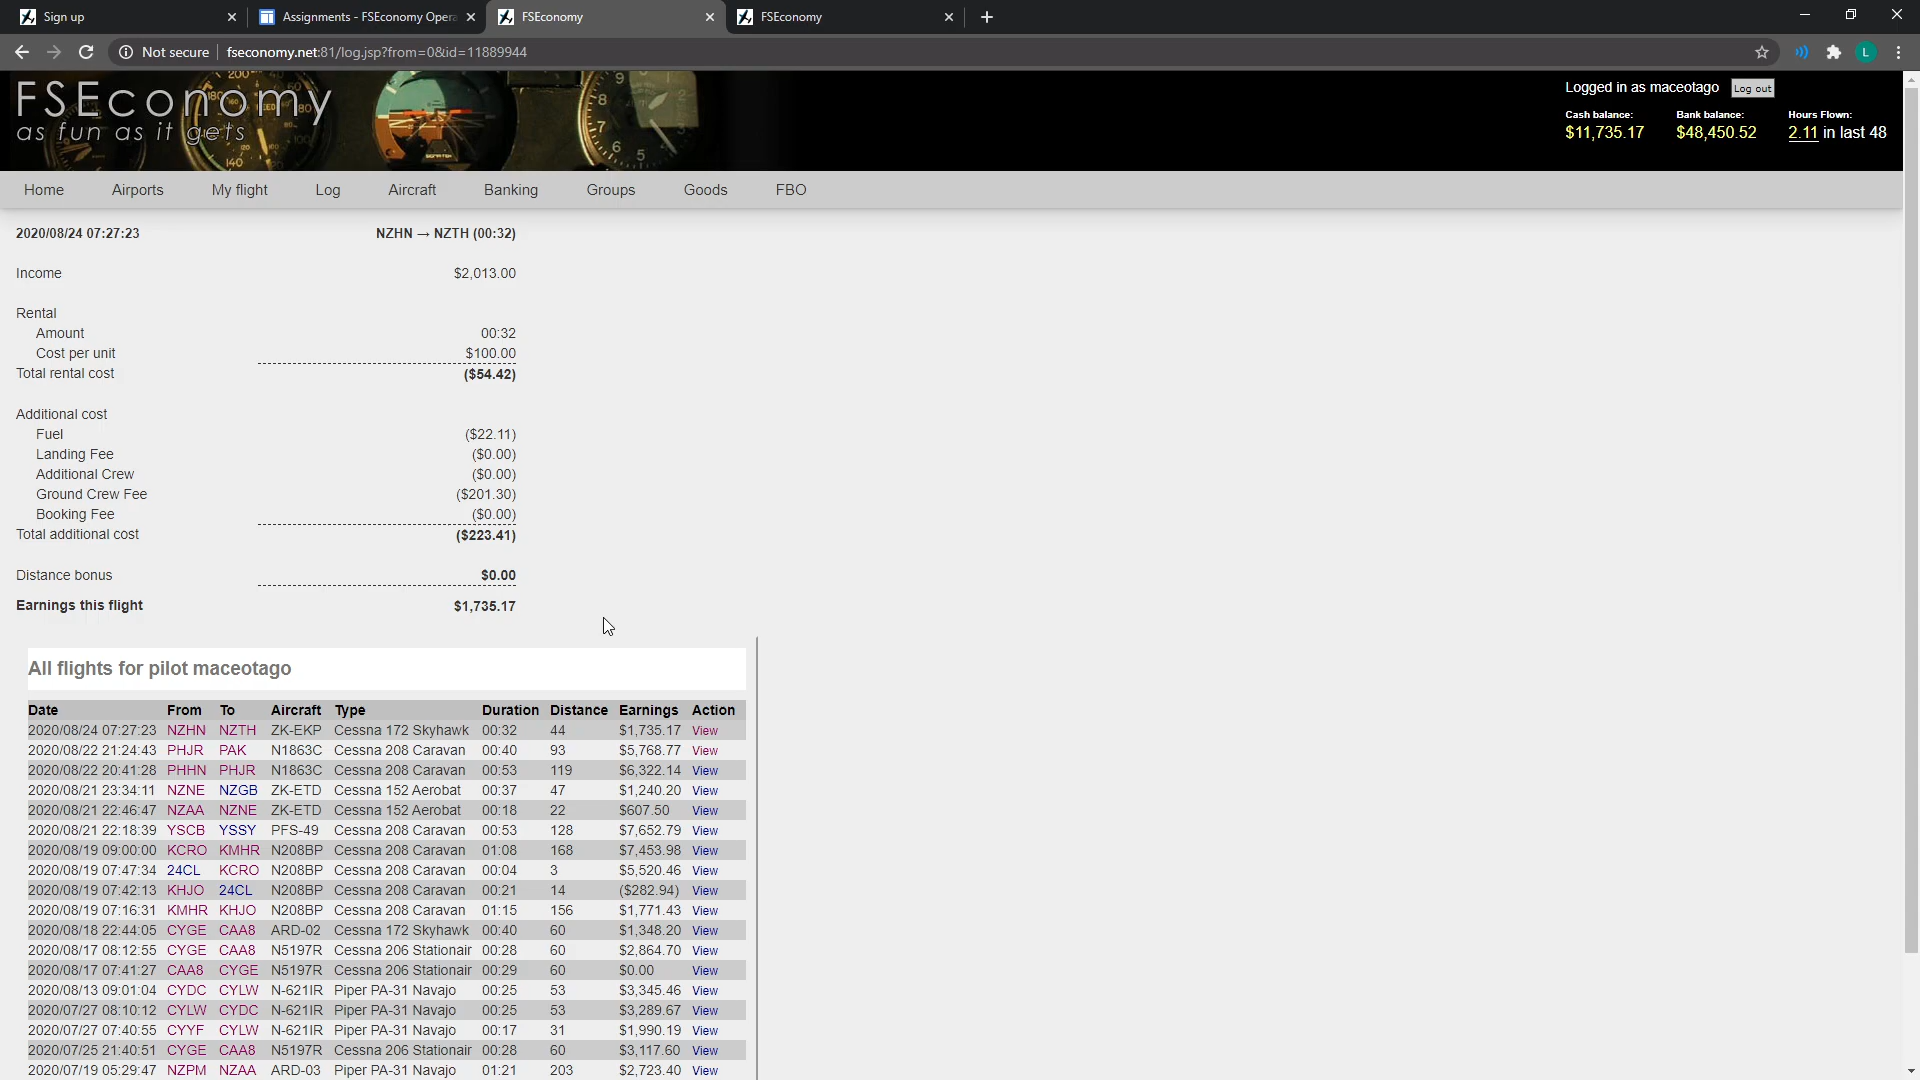 Sign up
Assignments - FSEconomy Opera
FSEconomy
FSEconomy
Not secure
fseconomy.net:81/log.jsp?from=0&id=11889944
L
FSEconomy
as fun as it gets
Logged in as maceotago Log out
Cash balance: Bank balance: Hours Flown:
$11,735.17 $48,450.52 2.11 in last 48
Home Airports My flight Log Aircraft Banking Groups Goods FBO
2020/08/24 07:27:23 NZHN → NZTH (00:32)
Income $2,013.00
Rental
Amount 00:32
Cost per unit $100.00
Total rental cost ($54.42)
Additional cost
Fuel ($22.11)
Landing Fee ($0.00)
Additional Crew ($0.00)
Ground Crew Fee ($201.30)
Booking Fee ($0.00)
Total additional cost ($223.41)
Distance bonus $0.00
Earnings this flight $1,735.17
All flights for pilot maceotago
Date From To Aircraft Type Duration Distance Earnings Action
2020/08/24 07:27:23 NZHN NZTH ZK-EKP Cessna 172 Skyhawk 00:32 44 $1,735.17 View
2020/08/22 21:24:43 PHJR PAK N1863C Cessna 208 Caravan 00:40 93 $5,768.77 View
2020/08/22 20:41:28 PHHN PHJR N1863C Cessna 208 Caravan 00:53 119 $6,322.14 View
2020/08/21 23:34:11 NZNE NZGB ZK-ETD Cessna 152 Aerobat 00:37 47 $1,240.20 View
2020/08/21 22:46:47 NZAA NZNE ZK-ETD Cessna 152 Aerobat 00:18 22 $607.50 View
2020/08/21 22:18:39 YSCB YSSY PFS-49 Cessna 208 Caravan 00:53 128 $7,652.79 View
2020/08/19 09:00:00 KCRO KMHR N208BP Cessna 208 Caravan 01:08 168 $7,453.98 View
2020/08/19 07:47:34 24CL KCRO N208BP Cessna 208 Caravan 00:04 3 $5,520.46 View
2020/08/19 07:42:13 KHJO 24CL N208BP Cessna 208 Caravan 00:21 14 ($282.94) View
2020/08/19 07:16:31 KMHR KHJO N208BP Cessna 208 Caravan 01:15 156 $1,771.43 View
2020/08/18 22:44:05 CYGE CAA8 ARD-02 Cessna 172 Skyhawk 00:40 60 $1,348.20 View
2020/08/17 08:12:55 CYGE CAA8 N5197R Cessna 206 Stationair 00:28 60 $2,864.70 View
2020/08/17 07:41:27 CAA8 CYGE N5197R Cessna 206 Stationair 00:29 60 $0.00 View
2020/08/13 09:01:04 CYDC CYLW N-621IR Piper PA-31 Navajo 00:25 53 $3,345.46 View
2020/07/27 08:10:12 CYLW CYDC N-621IR Piper PA-31 Navajo 00:25 53 $3,289.67 View
2020/07/27 07:40:55 CYYF CYLW N-621IR Piper PA-31 Navajo 00:17 31 $1,990.19 View
2020/07/25 21:40:51 CYGE CAA8 N5197R Cessna 206 Stationair 00:28 60 $3,117.60 View
2020/07/19 05:29:47 NZPM NZAA ARD-03 Piper PA-31 Navajo 01:21 203 $2,723.40 View